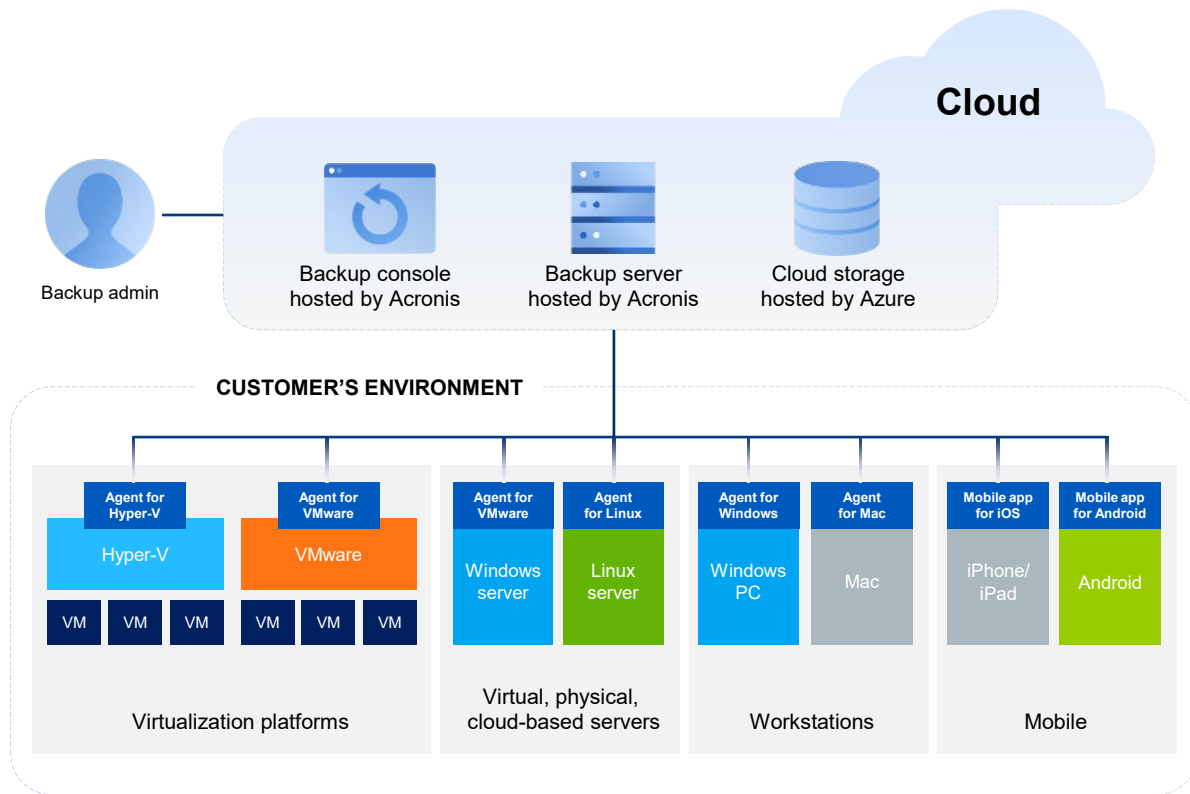 Cloud
Backup admin
Backup console
hosted by Acronis
Backup server
hosted by Acronis
Cloud storage
hosted by Azure
CUSTOMER’S ENVIRONMENT
Agent for
Hyper-V
Hyper-V
VM
VM
VM
Agent for
VMware
VMware
VM
VM
VM
Virtualization platforms
Agent for
VMware
Windows
server
Agent
for Linux
Linux
server
Virtual, physical,
cloud-based servers
Agent for
Windows
Windows
PC
Agent
for Mac
Mac
Workstations
Mobile app
for iOS
iPhone/
iPad
Mobile app
for Android
Android
Mobile